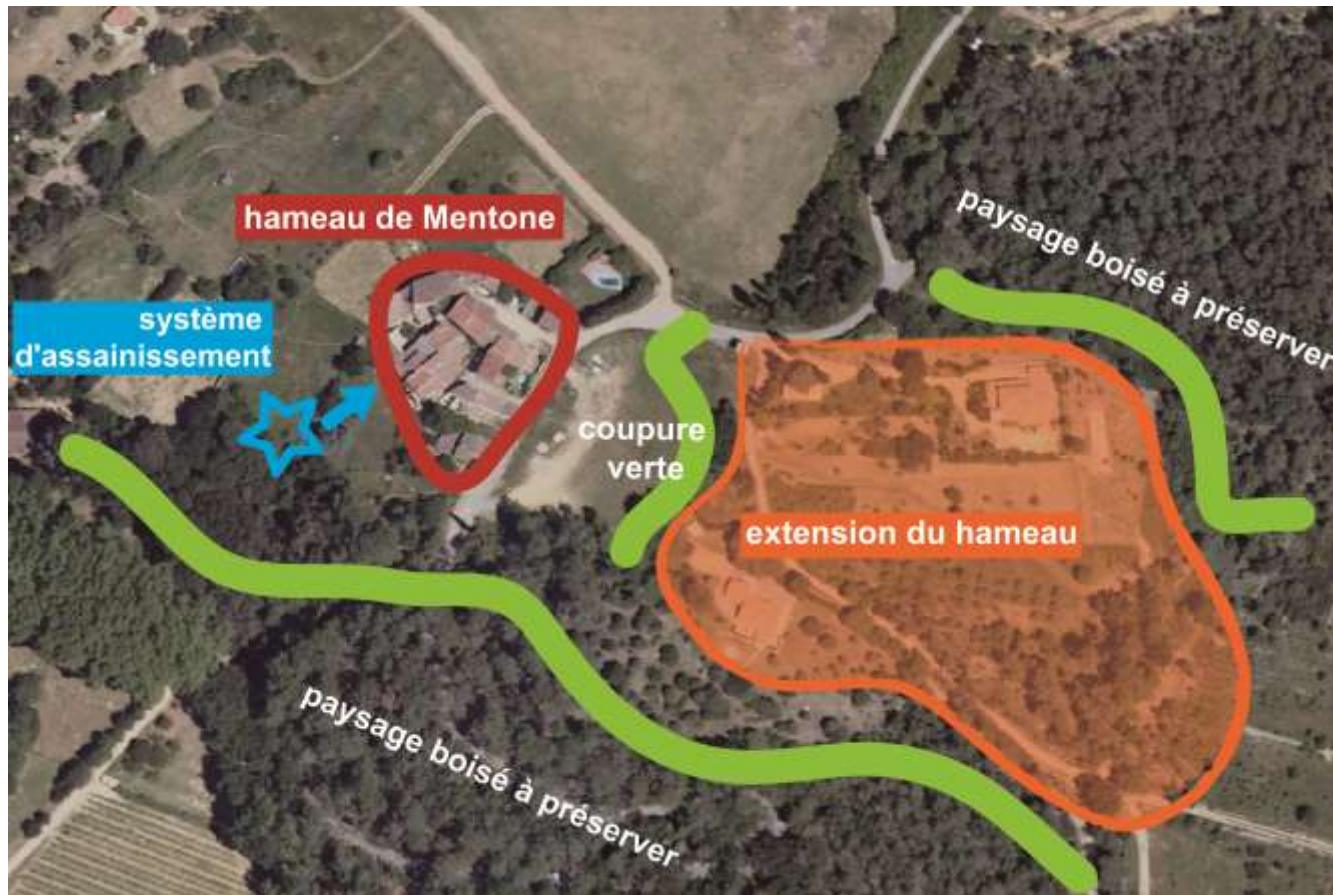 hameau de Mentone
système
d'assainissement
coupure
verte
extension du hameau
paysage boisé à préserver
paysage boisé à préserver